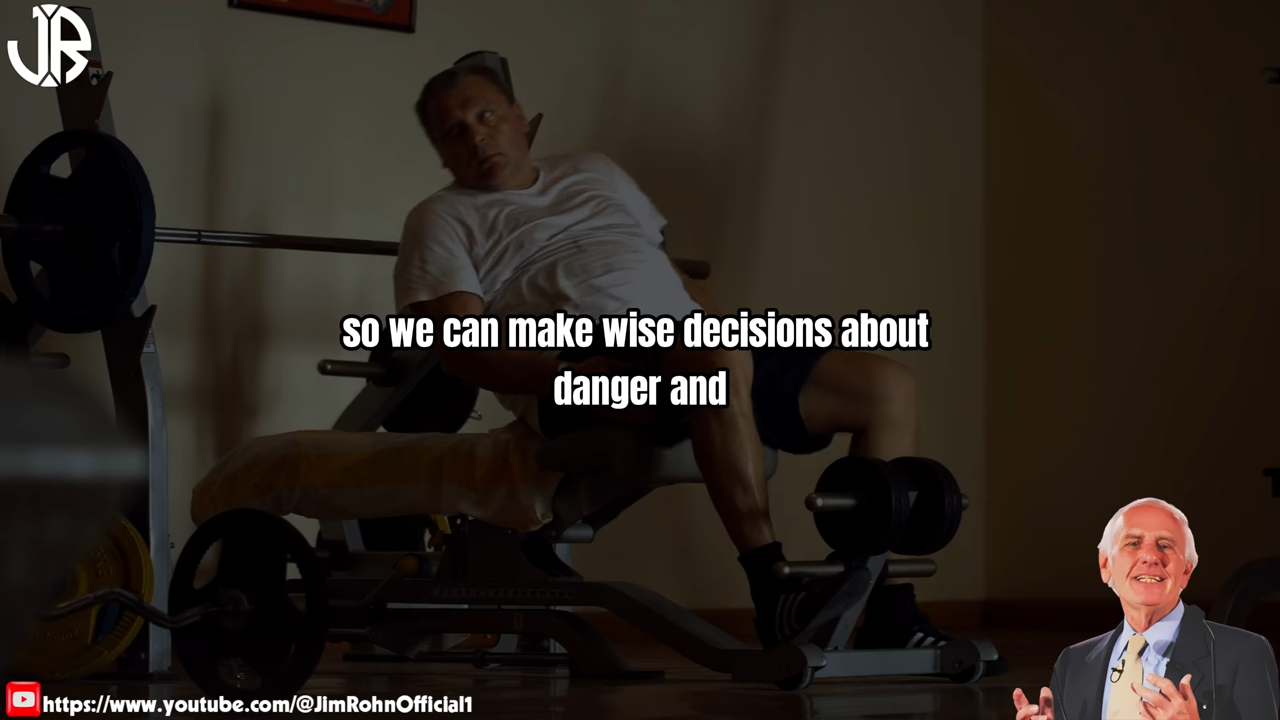 JR
so we can make wise decisions about
danger and
https://www.youtube.com/@JimRohnOfficial1